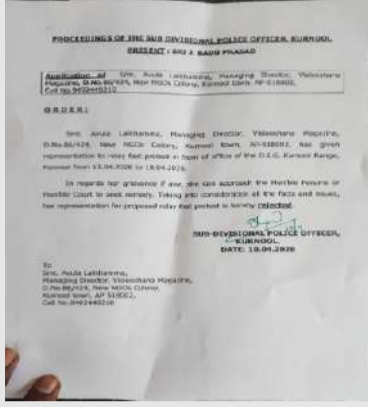 PROCEEDINGS OF THE SUB DIVISIONAL POLICE OFFICER, KURNOOL
PRESENT : SRI J. BABU PRASAD
Application of Smt. Avula Lakshamma, Managing Director,
Magazine, D.No.86/424, New NGOs Colony, Kurnool town, AP-518002,
Cell No.
O R D E R :
Smt. Avula Lakshamma, Managing Director, Magazine,
D.No.86/424, New NGOs Colony, Kurnool town, AP-518002, has given
representation to relay fast protest in front of office of the D.I.G. Kurnool Range,
Kurnool from 13.04.2026 to 19.04.2026.
In regards her grievance if any, she can approach the Hon'ble Forums or
Hon'ble Court to seek remedy. Taking into consideration all the facts and issues,
her representation for proposed relay fast protest is hereby rejected.
SUB-DIVISIONAL POLICE OFFICER,
KURNOOL.
DATE: 10.04.2026
To
Smt. Avula Lakshamma,
Managing Director, Magazine,
D.No.86/424, New NGOs Colony,
Kurnool town, AP 518002,
Cell No.